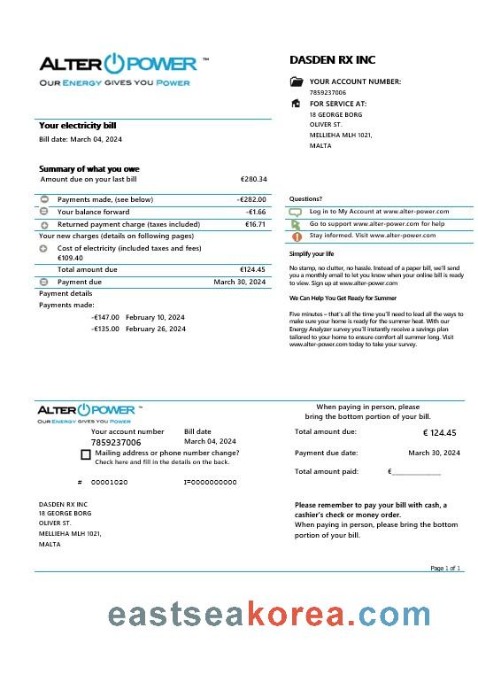 ALTER POWER ™
OUR ENERGY GIVES YOU POWER
DASDEN RX INC
YOUR ACCOUNT NUMBER:
7859237006
FOR SERVICE AT:
18 GEORGE BORG
OLIVER ST.
MELLIEHA MLH 1021,
MALTA
Your electricity bill
Bill date: March 04, 2024
Summary of what you owe
Amount due on your last bill €280.34
Payments made, (see below) -€282.00
Your balance forward -€1.66
Returned payment charge (taxes included) €16.71
Your new charges (details on following pages)
Cost of electricity (included taxes and fees)
€109.40
Total amount due €124.45
Payment due March 30, 2024
Payment details
Payments made:
-€147.00 February 10, 2024
-€135.00 February 26, 2024
Questions?
Log in to My Account at www.alter-power.com
Go to support www.alter-power.com for help
Stay informed. Visit www.alter-power.com
Simplify your life
No stamp, no clutter, no hassle. Instead of a paper bill, we'll send
you a monthly email to let you know when your online bill is ready
to view. Sign up at www.alter-power.com
We Can Help You Get Ready for Summer
Five minutes – that's all the time you'll need to lead all the ways to
make sure your home is ready for the summer heat. With our
Energy Analyzer survey you'll instantly receive a savings plan
tailored to your home to ensure comfort all summer long. Visit
www.alter-power.com today to take your survey.
ALTER POWER ™
OUR ENERGY GIVES YOU POWER
Your account number Bill date
7859237006 March 04, 2024
Mailing address or phone number change?
Check here and fill in the details on the back.
# 00001020 I=0000000000
DASDEN RX INC
18 GEORGE BORG
OLIVER ST.
MELLIEHA MLH 1021,
MALTA
When paying in person, please
bring the bottom portion of your bill.
Total amount due: € 124.45
Payment due date: March 30, 2024
Total amount paid: €____________
Please remember to pay your bill with cash, a
cashier's check or money order.
When paying in person, please bring the bottom
portion of your bill.
Page 1 of 1
eastseakorea.com